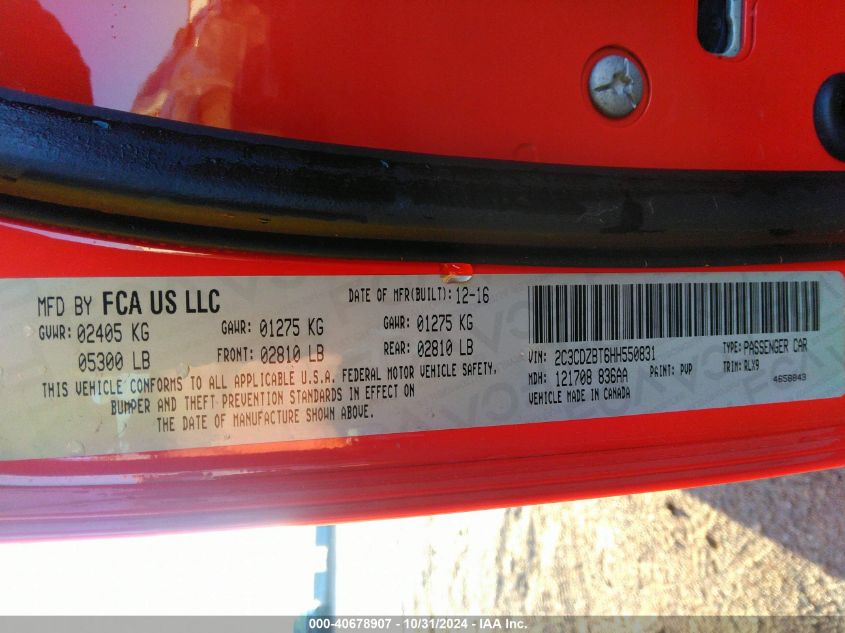 MFD BY FCA US LLC
DATE OF MFR(BUILT): 12-16
GVWR: 02405 KG
GAWR: 01275 KG
GAWR: 01275 KG
05300 LB
FRONT: 02810 LB
REAR: 02810 LB
THIS VEHICLE CONFORMS TO ALL APPLICABLE U.S.A. FEDERAL MOTOR VEHICLE SAFETY,
BUMPER AND THEFT PREVENTION STANDARDS IN EFFECT ON
THE DATE OF MANUFACTURE SHOWN ABOVE.
VIN: 2C3CDZBT6HH550831
TYPE: PASSENGER CAR
MDH: 121708 836AA
PAINT: PVP
TRIM: RLX9
VEHICLE MADE IN CANADA
4658843
000-40678907 - 10/31/2024 - IAA Inc.